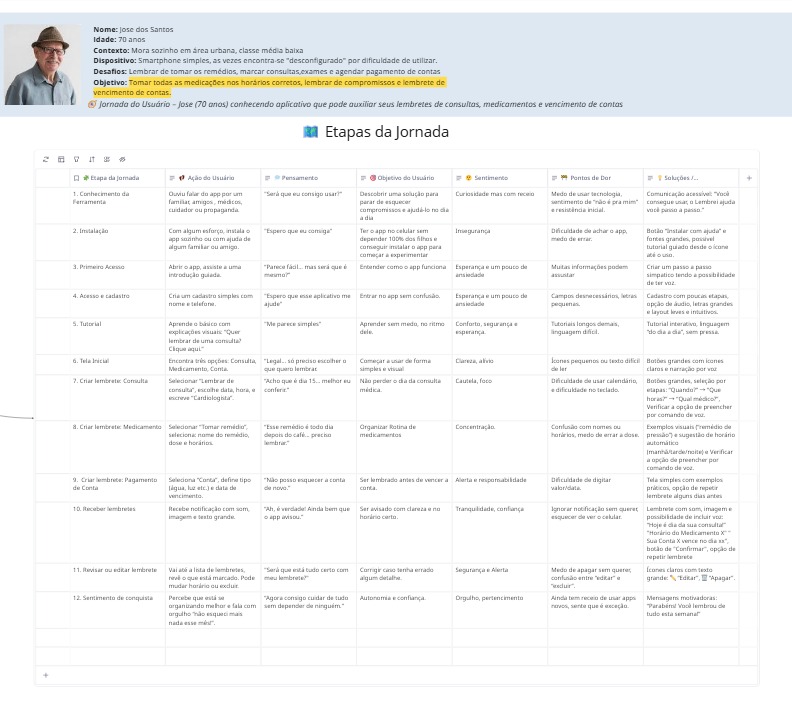 Nome: Jose dos Santos
Idade: 70 anos
Contexto: Mora sozinho em área urbana, classe média baixa
Dispositivo: Smartphone simples, as vezes encontra-se "desconfigurado" por dificuldade de utilizar.
Desafios: Lembrar de tomar os remédios, marcar consultas,exames e agendar pagamento de contas
Objetivo: Tomar todas as medicações nos horários corretos, lembrar de compromissos e lembrete de
vencimento de contas.
🧭 Jornada do Usuário – Jose (70 anos) conhecendo aplicativo que pode auxiliar seus lembretes de consultas, medicamentos e vencimento de contas
🗺️ Etapas da Jornada
Etapa da Jornada
Ação do Usuário
Pensamento
Objetivo do Usuário
Sentimento
Pontos de Dor
Soluções /...
1. Conhecimento da
Ferramenta
Ouviu falar do app por um
familiar, amigos , médicos,
cuidador ou propaganda.
"Será que eu consigo usar?"
Descobrir uma solução para
parar de esquecer
compromissos e ajudá-lo no dia
a dia
Curiosidade mas com receio
Medo de usar tecnologia,
sentimento de "não é pra mim"
e resistência inicial.
Comunicação acessível: "Você
consegue usar, o Lembrei ajuda
você passo a passo."
2. Instalação
Com algum esforço, instala o
app sozinho ou com ajuda de
algum familiar ou amigo.
"Espero que eu consiga"
Ter o app no celular sem
depender 100% dos filhos e
conseguir instalar o app para
começar a experimentar
Insegurança
Dificuldade de achar o app,
medo de errar.
Botão "Instalar com ajuda" e
fontes grandes, possível
tutorial guiado desde o ícone
até o uso.
3. Primeiro Acesso
Abrir o app, assiste a uma
introdução guiada.
"Parece fácil... mas será que é
mesmo?"
Entender como o app funciona
Esperança e um pouco de
ansiedade
Muitas informações podem
assustar
Criar um passo a passo
simpatico tendo a possibilidade
de ter voz.
4. Acesso e cadastro
Cria um cadastro simples com
nome e telefone.
"Espero que esse aplicativo me
ajude"
Entrar no app sem confusão.
Esperança e um pouco de
ansiedade
Campos desnecessários, letras
pequenas.
Cadastro com poucas etapas,
opção de áudio, letras grandes
e layout leves e intuitivos.
5. Tutorial
Aprende o básico com
explicações visuais: "Quer
lembrar de uma consulta?
Clique aqui."
"Me parece simples"
Aprender sem medo, no ritmo
dele.
Conforto, segurança e
esperança.
Tutoriais longos demais,
linguagem difícil.
Tutorial interativo, linguagem
"do dia a dia", sem pressa.
6. Tela Inicial
Encontra três opções: Consulta,
Medicamento, Conta.
"Legal... só preciso escolher o
que quero lembrar.
Começar a usar de forma
simples e visual
Clareza, alivio
Ícones pequenos ou texto difícil
de ler
Botões grandes com ícones
claros e narração por voz
7. Criar lembrete: Consulta
Selecionar "Lembrar de
consulta", escolhe data, hora, e
escreve "Cardiologista".
"Acho que é dia 15... melhor eu
conferir."
Não perder o dia da consulta
médica.
Cautela, foco
Dificuldade de usar calendário,
e dificuldade no teclado.
Botões grandes, seleção por
etapas: "Quando?" → "Que
horas?" → "Qual médico?",
Verificar a opção de preencher
por comando de voz.
8. Criar lembrete: Medicamento
Selecionar "Tomar remédio",
seleciona: nome do remédio,
dose e horários.
"Esse remédio é todo dia
depois do café... preciso
lembrar."
Organizar Rotina de
medicamentos
Concentração.
Confusão com nomes ou
horários, medo de errar a dose.
Exemplos visuais ("remédio de
pressão") e sugestão de horário
automático
(manhã/tarde/noite) e Verificar
a opção de preencher por
comando de voz.
9. Criar lembrete: Pagamento
de Conta
Seleciona "Conta", define tipo
(água, luz etc.) e data de
vencimento.
"Não posso esquecer a conta
de novo."
Ser lembrado antes de vencer a
conta.
Alerta e responsabilidade
Dificuldade de digitar
valor/data.
Tela simples com exemplos
práticos, opção de repetir
lembrete alguns dias antes
10. Receber lembretes
Recebe notificação com som,
imagem e texto grande.
"Ah, é verdade! Ainda bem que
o app avisou."
Ser avisado com clareza e no
horário certo.
Tranquilidade, confiança
Ignorar notificação sem querer,
esquecer de ver o celular.
Lembrete com som, imagem e
possibilidade de incluir voz:
"Hoje é dia da sua consulta!"
"Horário do Medicamento X" "
Sua Conta X vence no dia xx",
botão de "Confirmar", opção de
repetir lembrete
11. Revisar ou editar lembrete
Vai até a lista de lembretes,
revê o que está marcado. Pode
mudar horário ou excluir.
"Será que está tudo certo com
meu lembrete?"
Corrigir caso tenha errado
algum detalhe.
Segurança e Alerta
Medo de apagar sem querer,
confusão entre "editar" e
"excluir".
Ícones claros com texto
grande: ✏️ "Editar", 🗑️ "Apagar".
12. Sentimento de conquista
Percebe que está se
organizando melhor e fala com
orgulho "não esqueci mais
nada esse mês!".
"Agora consigo cuidar de tudo
sem depender de ninguém."
Autonomia e confiança.
Orgulho, pertencimento
Ainda tem receio de usar apps
novos, sente que é exceção.
Mensagens motivadoras:
"Parabéns! Você lembrou de
tudo esta semana!"